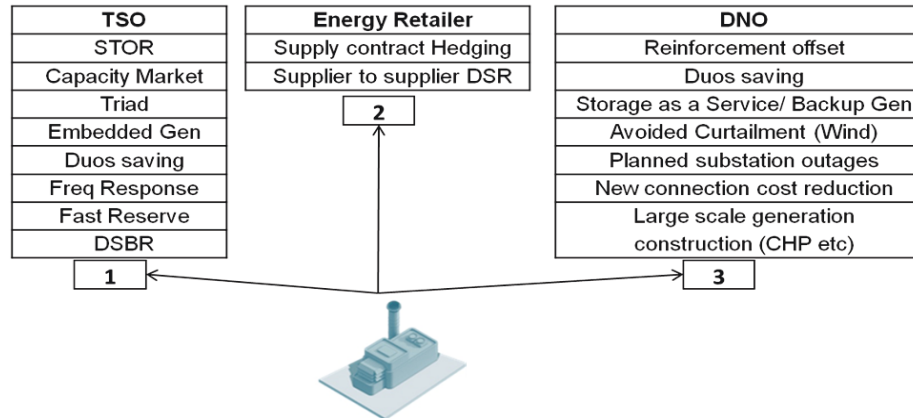 TSO
STOR
Capacity Market
Triad
Embedded Gen
Duos saving
Freq Response
Fast Reserve
DSBR
1
Energy Retailer
Supply contract Hedging
Supplier to supplier DSR
2
DNO
Reinforcement offset
Duos saving
Storage as a Service/ Backup Gen
Avoided Curtailment (Wind)
Planned substation outages
New connection cost reduction
Large scale generation
construction (CHP etc)
3